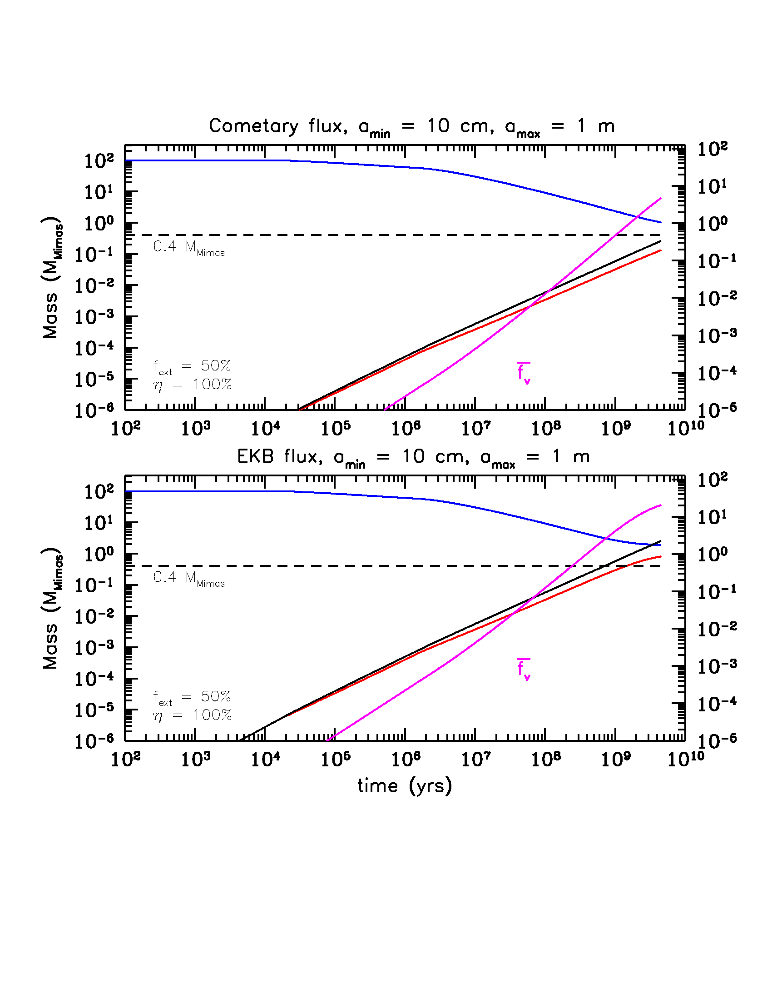 Cometary flux, a_min = 10 cm, a_max = 1 m
10² 10¹ 10⁰ 10⁻¹ 10⁻² 10⁻³ 10⁻⁴ 10⁻⁵ 10⁻⁶
Mass (M_Mimas)
0.4 M_Mimas
f_ext = 50%
η = 100%
f̅_v
10² 10¹ 10⁰ 10⁻¹ 10⁻² 10⁻³ 10⁻⁴ 10⁻⁵
10² 10³ 10⁴ 10⁵ 10⁶ 10⁷ 10⁸ 10⁹ 10¹⁰
EKB flux, a_min = 10 cm, a_max = 1 m
10² 10¹ 10⁰ 10⁻¹ 10⁻² 10⁻³ 10⁻⁴ 10⁻⁵ 10⁻⁶
Mass (M_Mimas)
0.4 M_Mimas
f_ext = 50%
η = 100%
f̅_v
10² 10¹ 10⁰ 10⁻¹ 10⁻² 10⁻³ 10⁻⁴ 10⁻⁵
10² 10³ 10⁴ 10⁵ 10⁶ 10⁷ 10⁸ 10⁹ 10¹⁰
time (yrs)